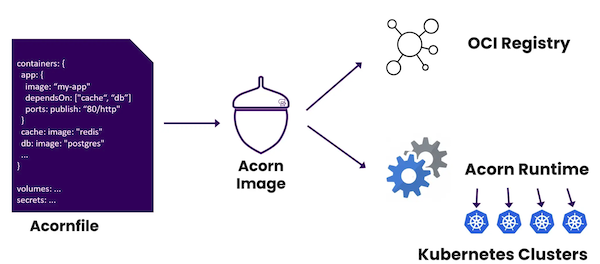 containers: {
app: {
image: "my-app"
dependsOn: ["cache", "db"]
ports: publish: "80/http"
}
cache: image: "redis"
db: image: "postgres"
...
}
volumes: ...
secrets: ...
Acornfile
Acorn
Image
OCI Registry
Acorn Runtime
Kubernetes Clusters